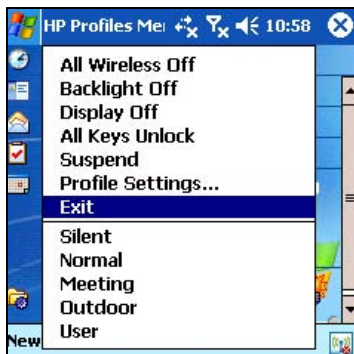 HP Profiles Me 10:58
All Wireless Off
Backlight Off
Display Off
All Keys Unlock
Suspend
Profile Settings...
Exit
Silent
Normal
Meeting
Outdoor
User
New